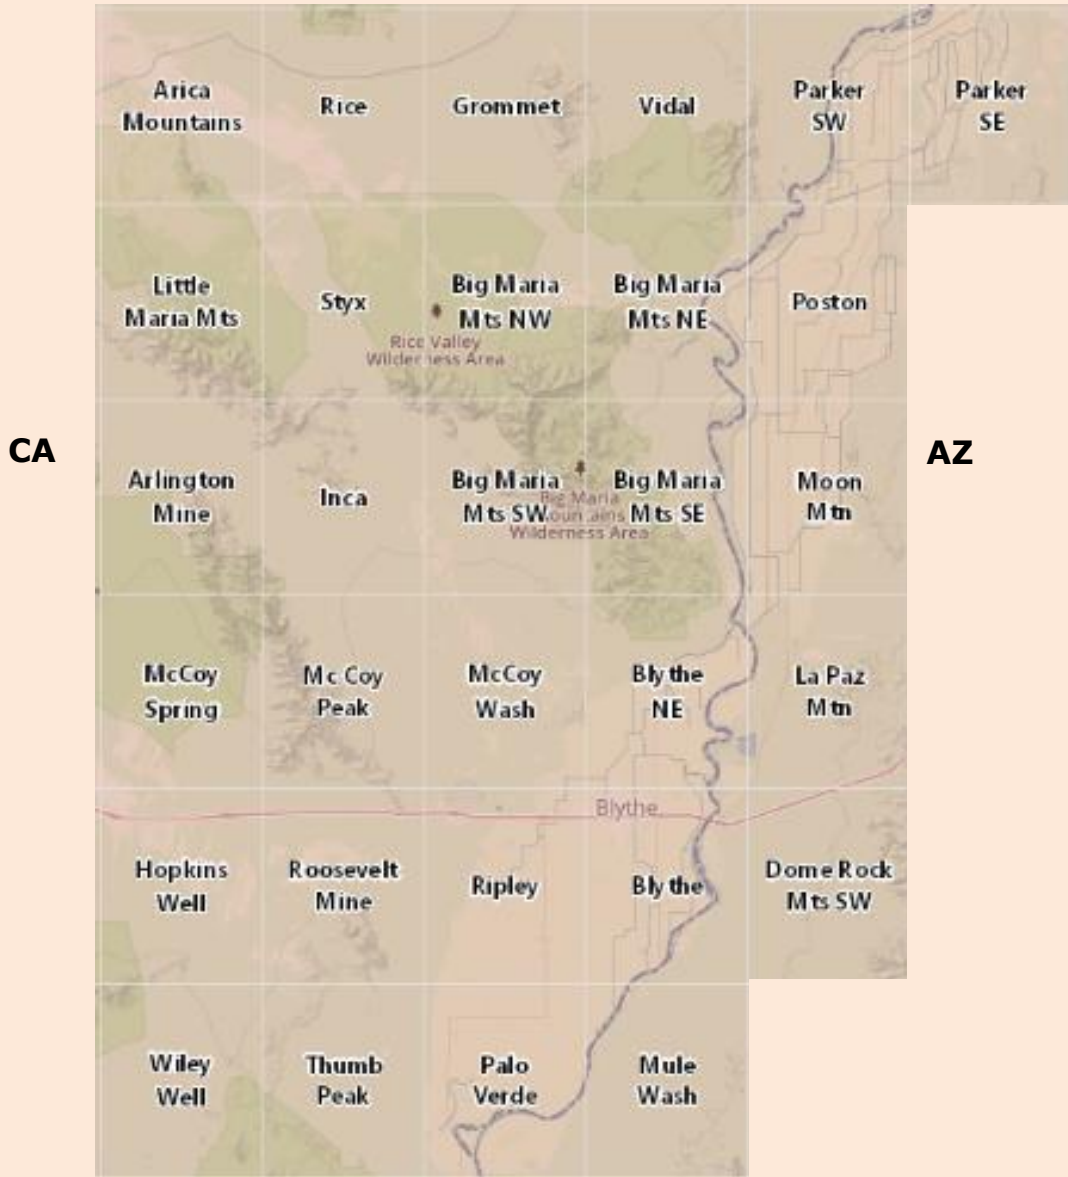 Arica
Mountains
Rice
Grommet
Vidal
Parker
SW
Parker
SE
Little
Maria Mts
Styx
Big Maria
Mts NW
Big Maria
Mts NE
Poston
Rice Valley
Wilderness Area
CA
AZ
Arlington
Mine
Inca
Big Maria
Mts SW
Big Maria
Mts SE
Moon
Mtn
Big Maria
Mountains
Wilderness Area
McCoy
Spring
Mc Coy
Peak
McCoy
Wash
Blythe
NE
La Paz
Mtn
Blythe
Hopkins
Well
Roosevelt
Mine
Ripley
Blythe
Dome Rock
Mts SW
Wiley
Well
Thumb
Peak
Palo
Verde
Mule
Wash